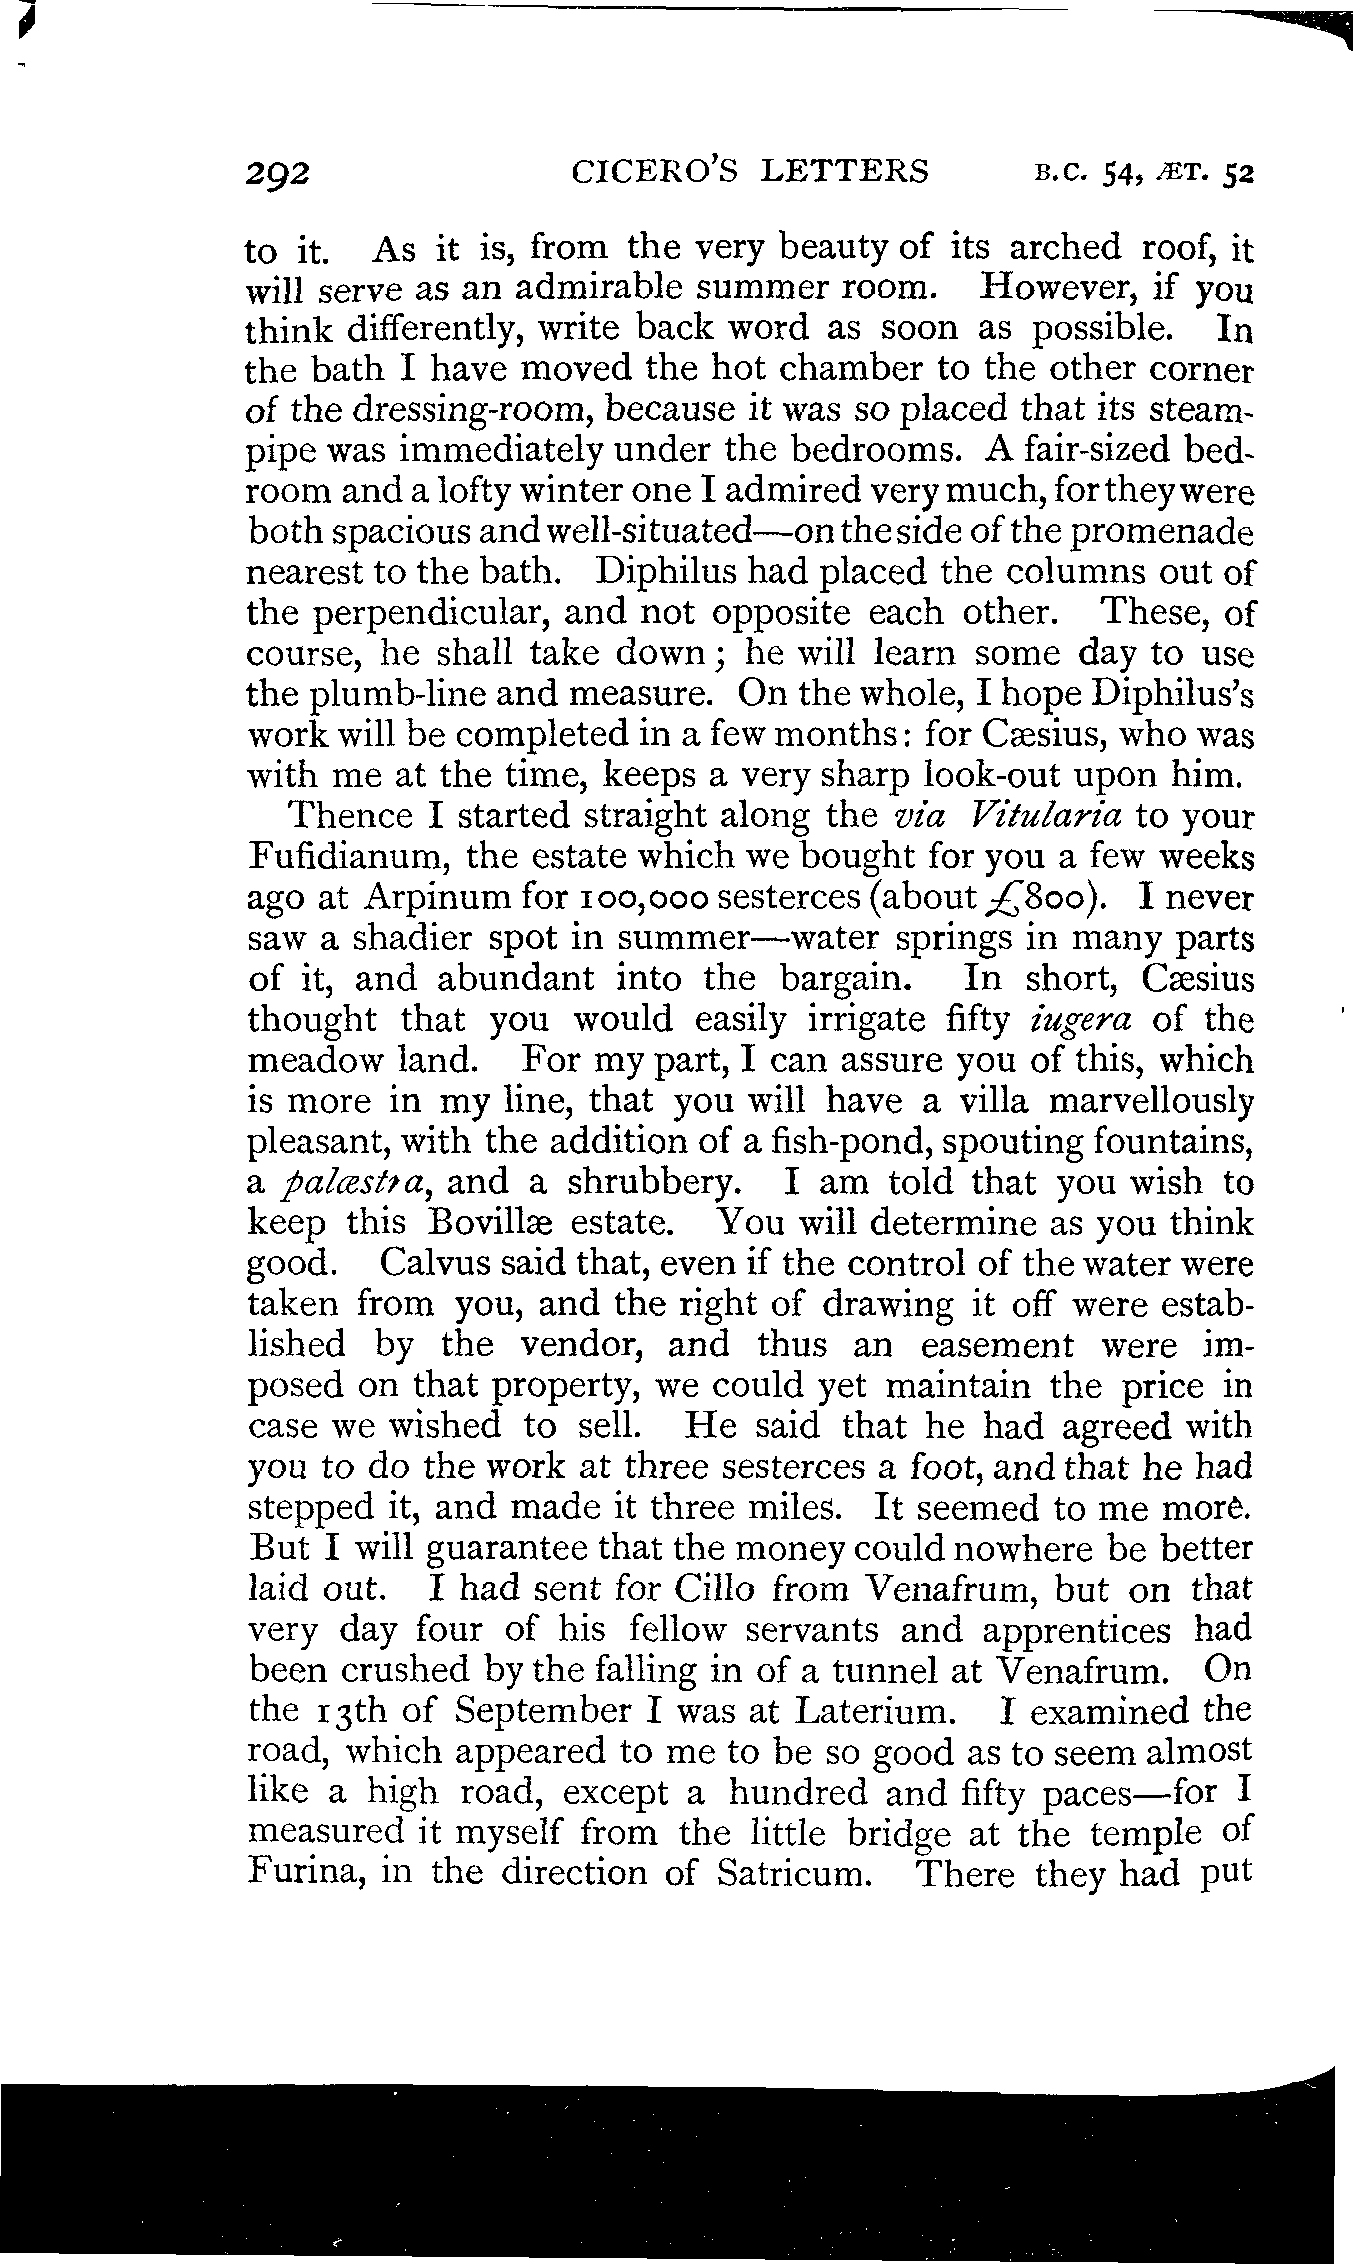 292 CICERO'S LETTERS B.C. 54, ÆT. 52
to it. As it is, from the very beauty of its arched roof, it
will serve as an admirable summer room. However, if you
think differently, write back word as soon as possible. In
the bath I have moved the hot chamber to the other corner
of the dressing-room, because it was so placed that its steam-
pipe was immediately under the bedrooms. A fair-sized bed-
room and a lofty winter one I admired very much, for they were
both spacious and well-situated—on the side of the promenade
nearest to the bath. Diphilus had placed the columns out of
the perpendicular, and not opposite each other. These, of
course, he shall take down; he will learn some day to use
the plumb-line and measure. On the whole, I hope Diphilus's
work will be completed in a few months: for Cæsius, who was
with me at the time, keeps a very sharp look-out upon him.
Thence I started straight along the via Vitularia to your
Fufidianum, the estate which we bought for you a few weeks
ago at Arpinum for 100,000 sesterces (about £800). I never
saw a shadier spot in summer—water springs in many parts
of it, and abundant into the bargain. In short, Cæsius
thought that you would easily irrigate fifty iugera of the
meadow land. For my part, I can assure you of this, which
is more in my line, that you will have a villa marvellously
pleasant, with the addition of a fish-pond, spouting fountains,
a palæstra, and a shrubbery. I am told that you wish to
keep this Bovillæ estate. You will determine as you think
good. Calvus said that, even if the control of the water were
taken from you, and the right of drawing it off were estab-
lished by the vendor, and thus an easement were im-
posed on that property, we could yet maintain the price in
case we wished to sell. He said that he had agreed with
you to do the work at three sesterces a foot, and that he had
stepped it, and made it three miles. It seemed to me more.
But I will guarantee that the money could nowhere be better
laid out. I had sent for Cillo from Venafrum, but on that
very day four of his fellow servants and apprentices had
been crushed by the falling in of a tunnel at Venafrum. On
the 13th of September I was at Laterium. I examined the
road, which appeared to me to be so good as to seem almost
like a high road, except a hundred and fifty paces—for I
measured it myself from the little bridge at the temple of
Furina, in the direction of Satricum. There they had put